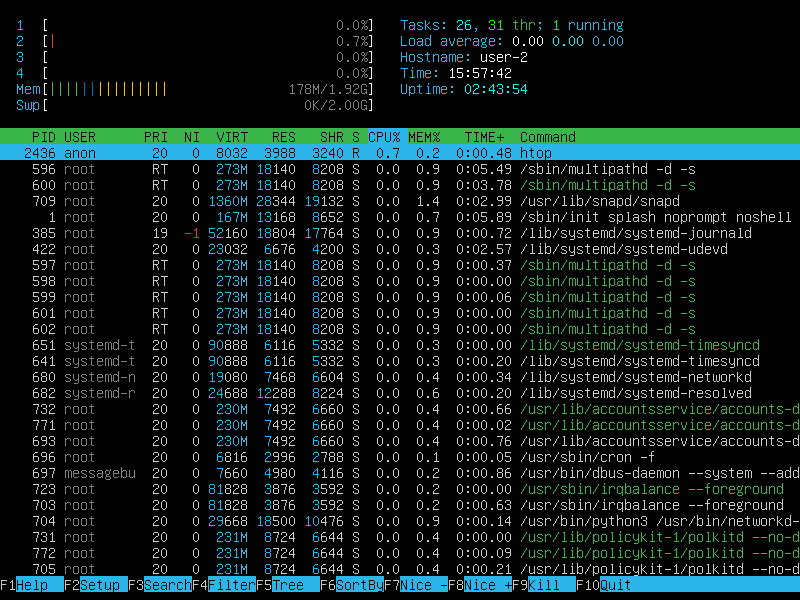 1 [ 0.0%] Tasks: 26, 31 thr; 1 running
2 [| 0.7%] Load average: 0.00 0.00 0.00
3 [ 0.0%] Hostname: user-2
4 [ 0.0%] Time: 15:57:42
Mem[||||||||||||||| 178M/1.92G] Uptime: 02:43:54
Swp[ 0K/2.00G]
PID USER PRI NI VIRT RES SHR S CPU% MEM% TIME+ Command
2436 anon 20 0 8032 3988 3240 R 0.7 0.2 0:00.48 htop
596 root RT 0 273M 18140 8208 S 0.0 0.9 0:05.49 /sbin/multipathd -d -s
600 root RT 0 273M 18140 8208 S 0.0 0.9 0:03.78 /sbin/multipathd -d -s
709 root 20 0 1360M 28344 19132 S 0.0 1.4 0:02.99 /usr/lib/snapd/snapd
1 root 20 0 167M 13168 8652 S 0.0 0.7 0:05.89 /sbin/init splash noprompt noshell
385 root 19 -1 52160 18804 17764 S 0.0 0.9 0:00.72 /lib/systemd/systemd-journald
422 root 20 0 23032 6676 4200 S 0.0 0.3 0:02.57 /lib/systemd/systemd-udevd
597 root RT 0 273M 18140 8208 S 0.0 0.9 0:00.37 /sbin/multipathd -d -s
598 root RT 0 273M 18140 8208 S 0.0 0.9 0:00.00 /sbin/multipathd -d -s
599 root RT 0 273M 18140 8208 S 0.0 0.9 0:00.06 /sbin/multipathd -d -s
601 root RT 0 273M 18140 8208 S 0.0 0.9 0:00.00 /sbin/multipathd -d -s
602 root RT 0 273M 18140 8208 S 0.0 0.9 0:00.00 /sbin/multipathd -d -s
651 systemd-t 20 0 90888 6116 5332 S 0.0 0.3 0:00.00 /lib/systemd/systemd-timesyncd
641 systemd-t 20 0 90888 6116 5332 S 0.0 0.3 0:00.20 /lib/systemd/systemd-timesyncd
680 systemd-n 20 0 19080 7468 6604 S 0.0 0.4 0:00.34 /lib/systemd/systemd-networkd
682 systemd-r 20 0 24688 12288 8224 S 0.0 0.6 0:00.20 /lib/systemd/systemd-resolved
732 root 20 0 230M 7492 6660 S 0.0 0.4 0:00.66 /usr/lib/accountsservice/accounts-d
771 root 20 0 230M 7492 6660 S 0.0 0.4 0:00.02 /usr/lib/accountsservice/accounts-d
693 root 20 0 230M 7492 6660 S 0.0 0.4 0:00.76 /usr/lib/accountsservice/accounts-d
696 root 20 0 6816 2996 2788 S 0.0 0.1 0:00.05 /usr/sbin/cron -f
697 messagebu 20 0 7660 4980 4116 S 0.0 0.2 0:00.86 /usr/bin/dbus-daemon --system --add
723 root 20 0 81828 3876 3592 S 0.0 0.2 0:00.00 /usr/sbin/irqbalance --foreground
703 root 20 0 81828 3876 3592 S 0.0 0.2 0:00.63 /usr/sbin/irqbalance --foreground
704 root 20 0 29668 18500 10476 S 0.0 0.9 0:00.14 /usr/bin/python3 /usr/bin/networkd-
731 root 20 0 231M 8724 6644 S 0.0 0.4 0:00.00 /usr/lib/policykit-1/polkitd --no-d
772 root 20 0 231M 8724 6644 S 0.0 0.4 0:00.09 /usr/lib/policykit-1/polkitd --no-d
705 root 20 0 231M 8724 6644 S 0.0 0.4 0:00.21 /usr/lib/policykit-1/polkitd --no-d
F1Help F2Setup F3SearchF4FilterF5Tree F6SortByF7Nice -F8Nice +F9Kill F10Quit